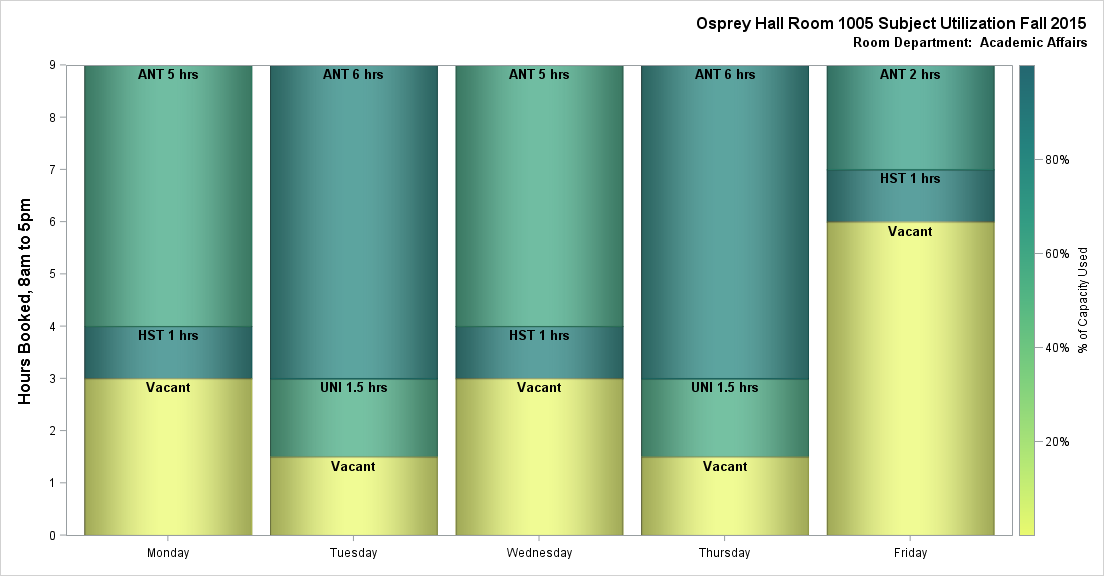 Osprey Hall Room 1005 Subject Utilization Fall 2015
Room Department: Academic Affairs
Hours Booked, 8am to 5pm
9
8
7
6
5
4
3
2
1
0
ANT 5 hrs
HST 1 hrs
Vacant
ANT 6 hrs
UNI 1.5 hrs
Vacant
ANT 5 hrs
HST 1 hrs
Vacant
ANT 6 hrs
UNI 1.5 hrs
Vacant
ANT 2 hrs
HST 1 hrs
Vacant
Monday
Tuesday
Wednesday
Thursday
Friday
80%
60%
40%
20%
% of Capacity Used